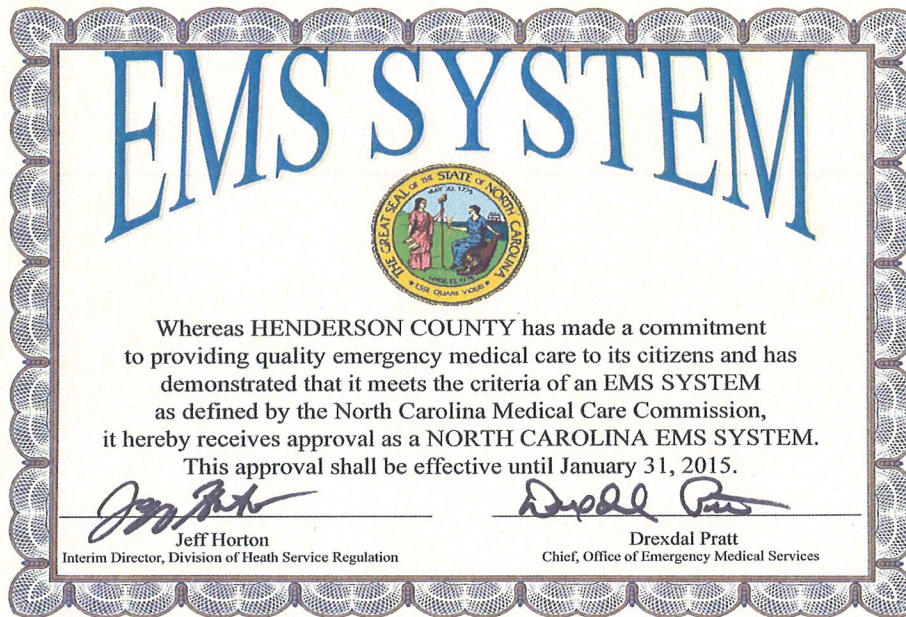 EMS SYSTEM
THE GREAT SEAL OF THE STATE OF NORTH CAROLINA
MAY 20, 1775
APRIL 12, 1776
ESSE QUAM VIDERI
Whereas HENDERSON COUNTY has made a commitment
to providing quality emergency medical care to its citizens and has
demonstrated that it meets the criteria of an EMS SYSTEM
as defined by the North Carolina Medical Care Commission,
it hereby receives approval as a NORTH CAROLINA EMS SYSTEM.
This approval shall be effective until January 31, 2015.
Jeff Horton
Interim Director, Division of Heath Service Regulation
Drexdal Pratt
Chief, Office of Emergency Medical Services